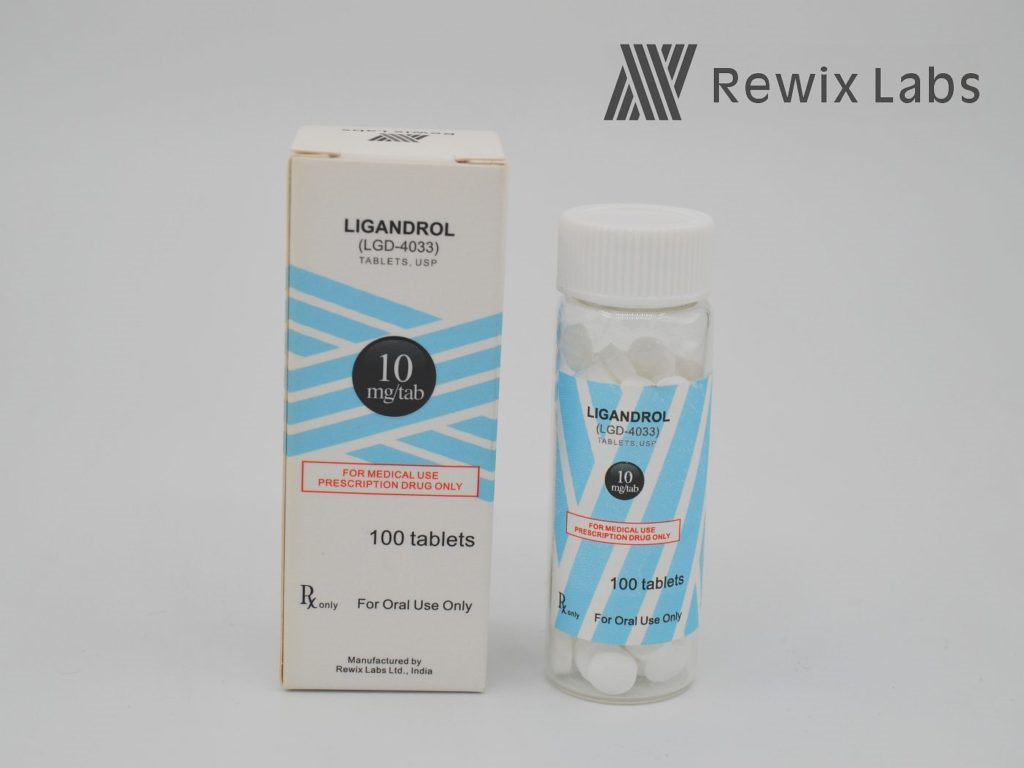 Rewix Labs
Rewix Labs
LIGANDROL
(LGD-4033)
TABLETS, USP
10
mg/tab
FOR MEDICAL USE
PRESCRIPTION DRUG ONLY
100 tablets
Rx only
For Oral Use Only
Manufactured by
Rewix Labs Ltd., India
LIGANDROL
(LGD-4033)
TABLETS, USP
10
mg/tab
FOR MEDICAL USE
PRESCRIPTION DRUG ONLY
100 tablets
Rx only
For Oral Use Only